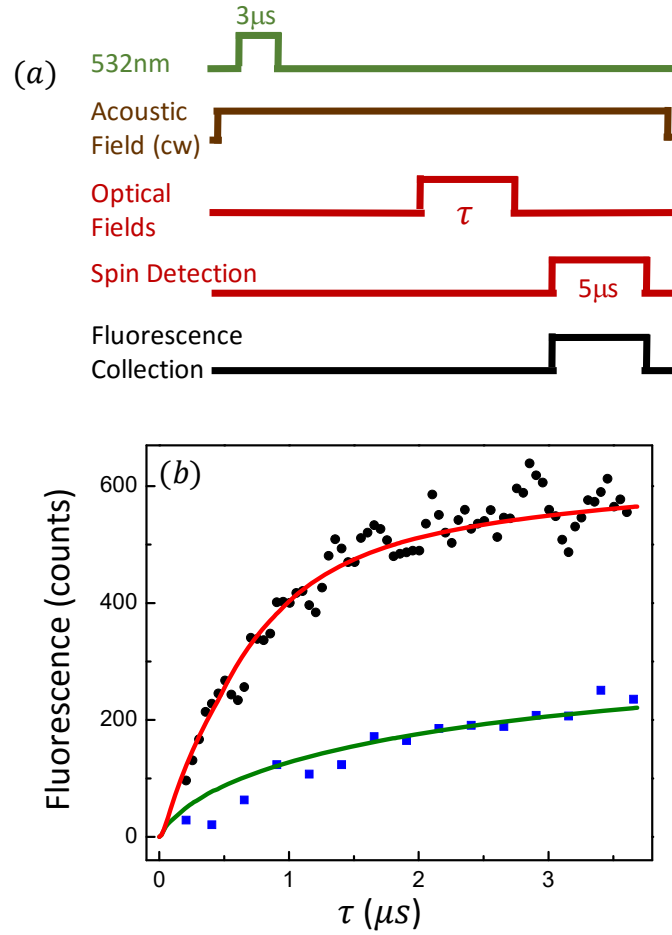 (a)
3μs
532nm
Acoustic
Field (cw)
Optical
Fields
τ
Spin Detection
5μs
Fluorescence
Collection
(b)
Fluorescence (counts)
600
400
200
0
0 1 2 3
τ (μs)